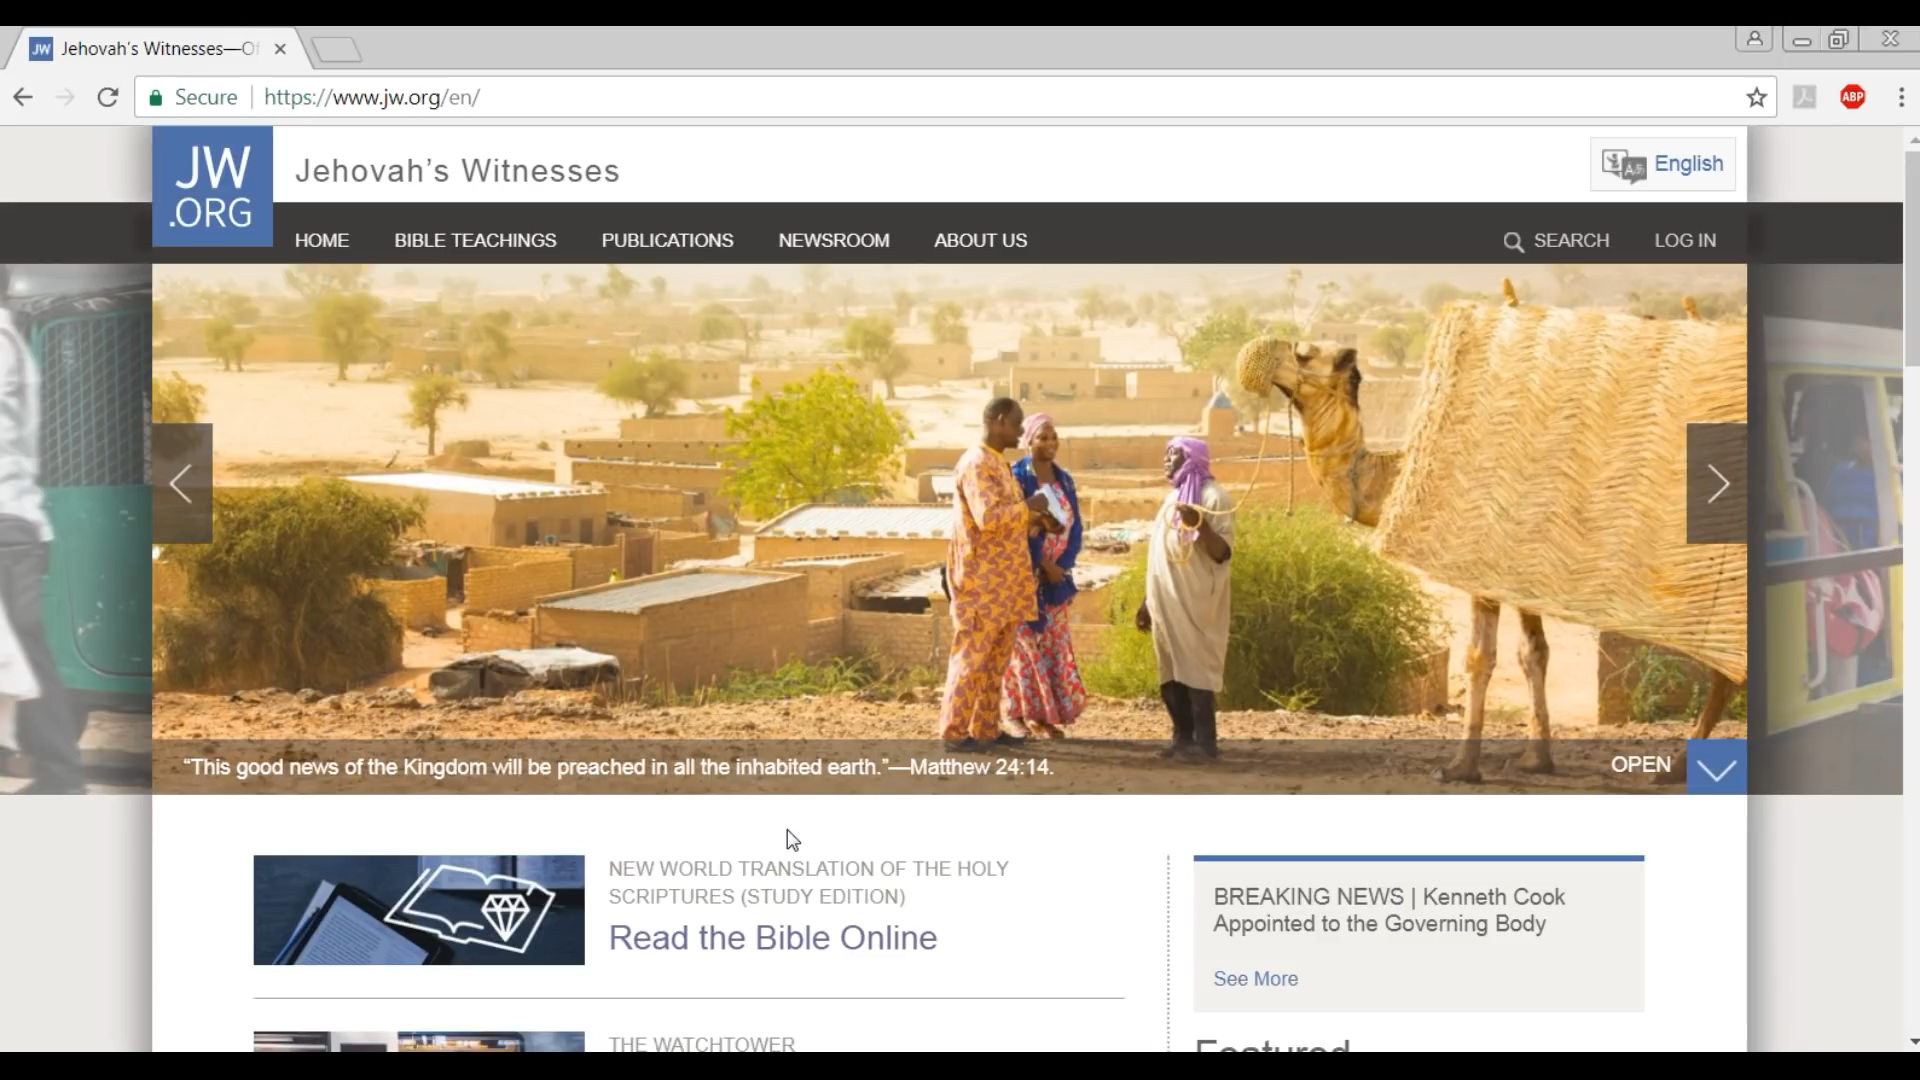 JW Jehovah's Witnesses—Of
Secure https://www.jw.org/en/
ABP
JW
.ORG
Jehovah's Witnesses
English
HOME BIBLE TEACHINGS PUBLICATIONS NEWSROOM ABOUT US SEARCH LOG IN
“This good news of the Kingdom will be preached in all the inhabited earth.”—Matthew 24:14.
OPEN
NEW WORLD TRANSLATION OF THE HOLY
SCRIPTURES (STUDY EDITION)
Read the Bible Online
THE WATCHTOWER
BREAKING NEWS | Kenneth Cook
Appointed to the Governing Body
See More
Featured